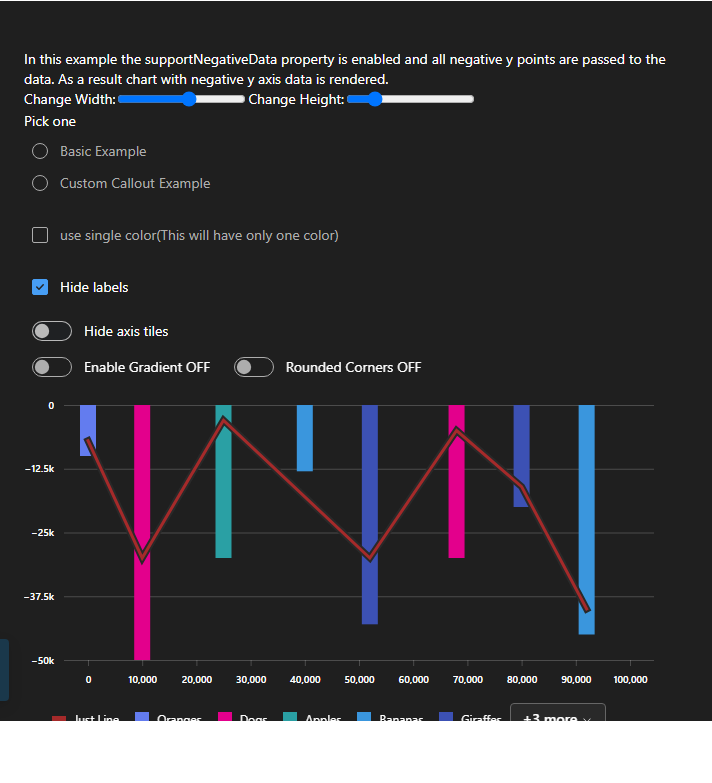 In this example the supportNegativeData property is enabled and all negative y points are passed to the
data. As a result chart with negative y axis data is rendered.
Change Width: Change Height:
Pick one
Basic Example
Custom Callout Example
use single color(This will have only one color)
Hide labels
Hide axis tiles
Enable Gradient OFF Rounded Corners OFF
0
−12.5k
−25k
−37.5k
−50k
0 10,000 20,000 30,000 40,000 50,000 60,000 70,000 80,000 90,000 100,000
Just Line Oranges Dogs Apples Bananas Giraffes +3 more